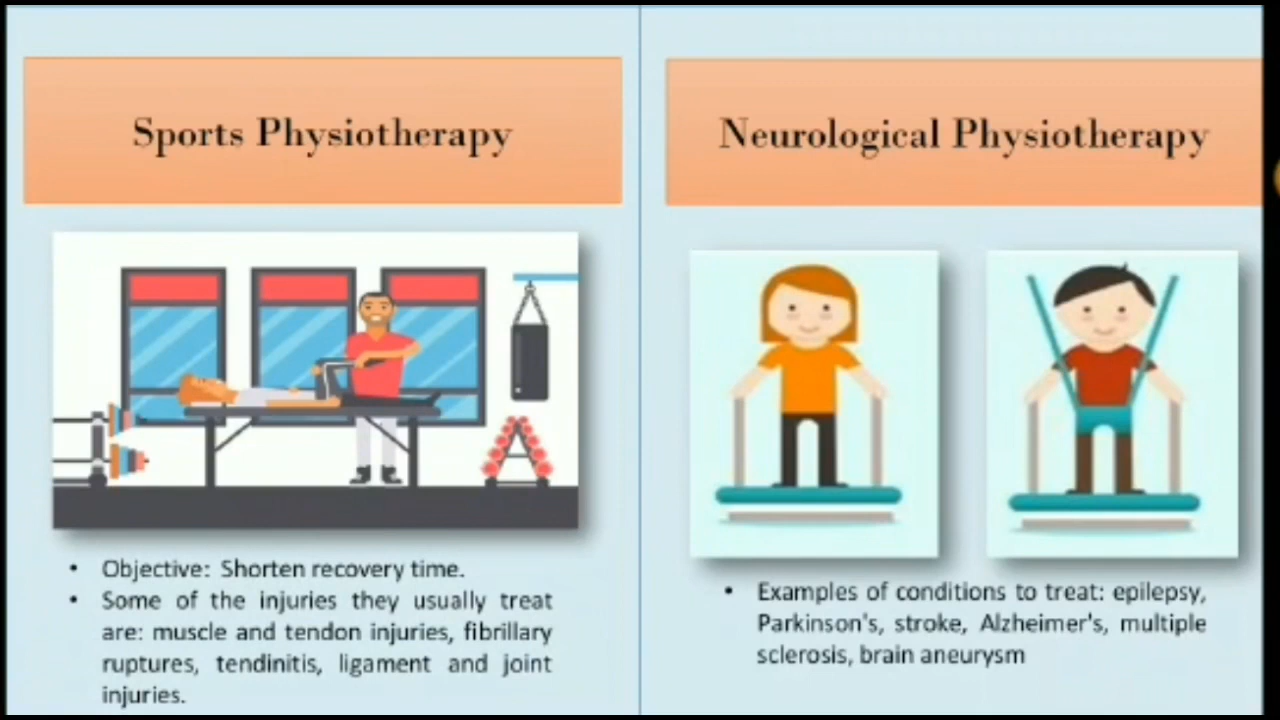 Sports Physiotherapy
• Objective: Shorten recovery time.
• Some of the injuries they usually treat
are: muscle and tendon injuries, fibrillary
ruptures, tendinitis, ligament and joint
injuries.
Neurological Physiotherapy
• Examples of conditions to treat: epilepsy,
Parkinson's, stroke, Alzheimer's, multiple
sclerosis, brain aneurysm